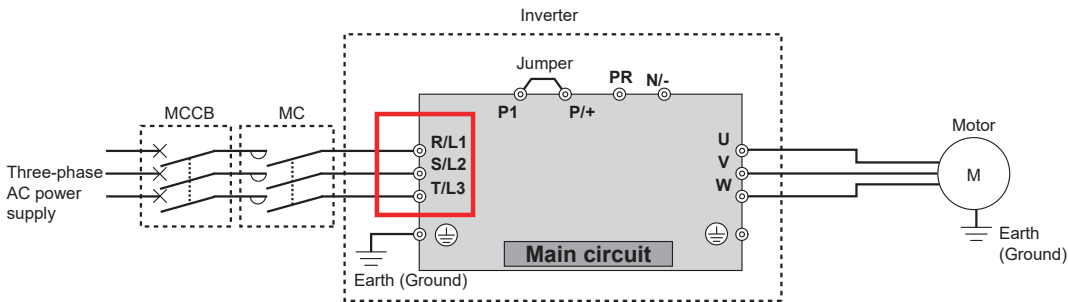 Inverter
Jumper
PR N/-
P1 P/+
MCCB MC
R/L1
S/L2
T/L3
U
V
W
Motor
M
Three-phase
AC power
supply
Earth (Ground)
Main circuit
Earth
(Ground)